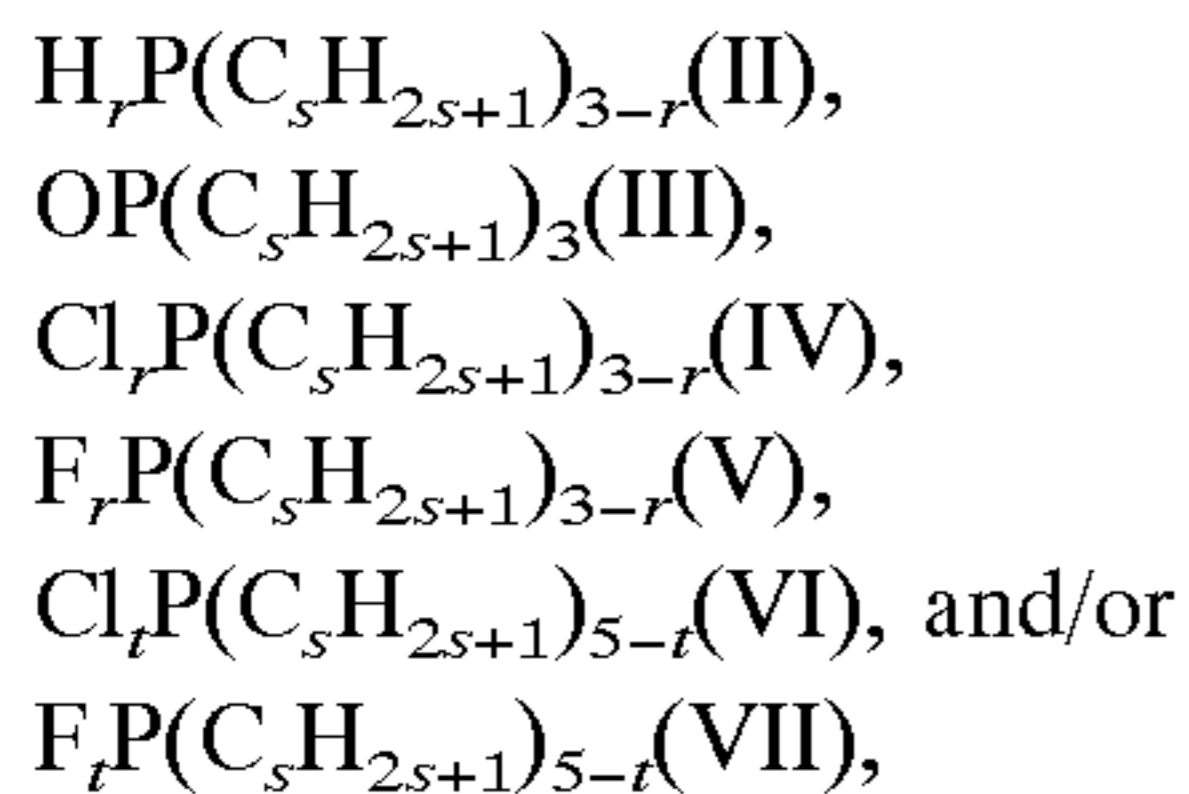 HᵣP(CₛH₂ₛ₊₁)₃₋ᵣ(II),
OP(CₛH₂ₛ₊₁)₃(III),
ClᵣP(CₛH₂ₛ₊₁)₃₋ᵣ(IV),
FᵣP(CₛH₂ₛ₊₁)₃₋ᵣ(V),
ClₜP(CₛH₂ₛ₊₁)₅₋ₜ(VI), and/or
FₜP(CₛH₂ₛ₊₁)₅₋ₜ(VII),